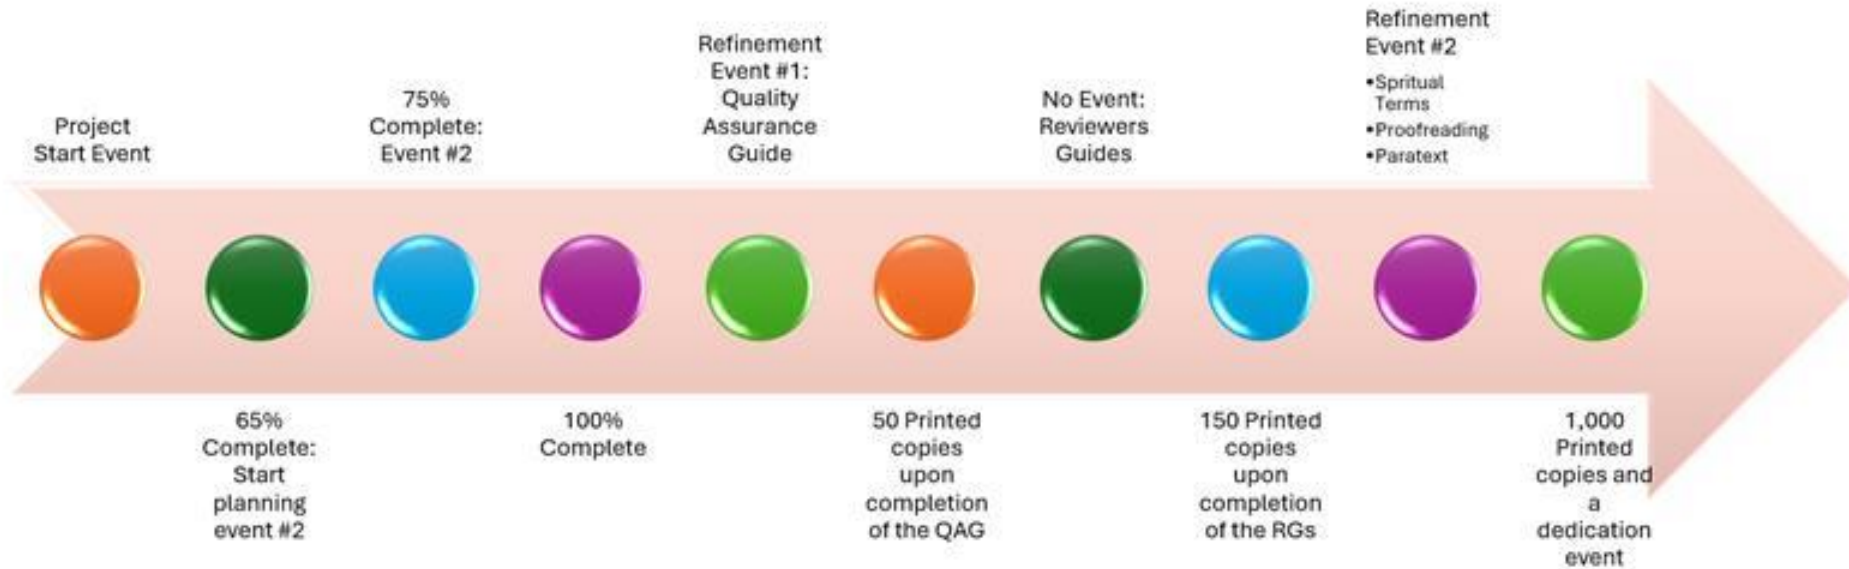 Project
Start Event
65%
Complete:
Start
planning
event #2
75%
Complete:
Event #2
100%
Complete
Refinement
Event #1:
Quality
Assurance
Guide
50 Printed
copies
upon
completion
of the QAG
No Event:
Reviewers
Guides
150 Printed
copies
upon
completion
of the RGs
Refinement
Event #2
•Spritual
Terms
•Proofreading
•Paratext
1,000
Printed
copies and
a
dedication
event